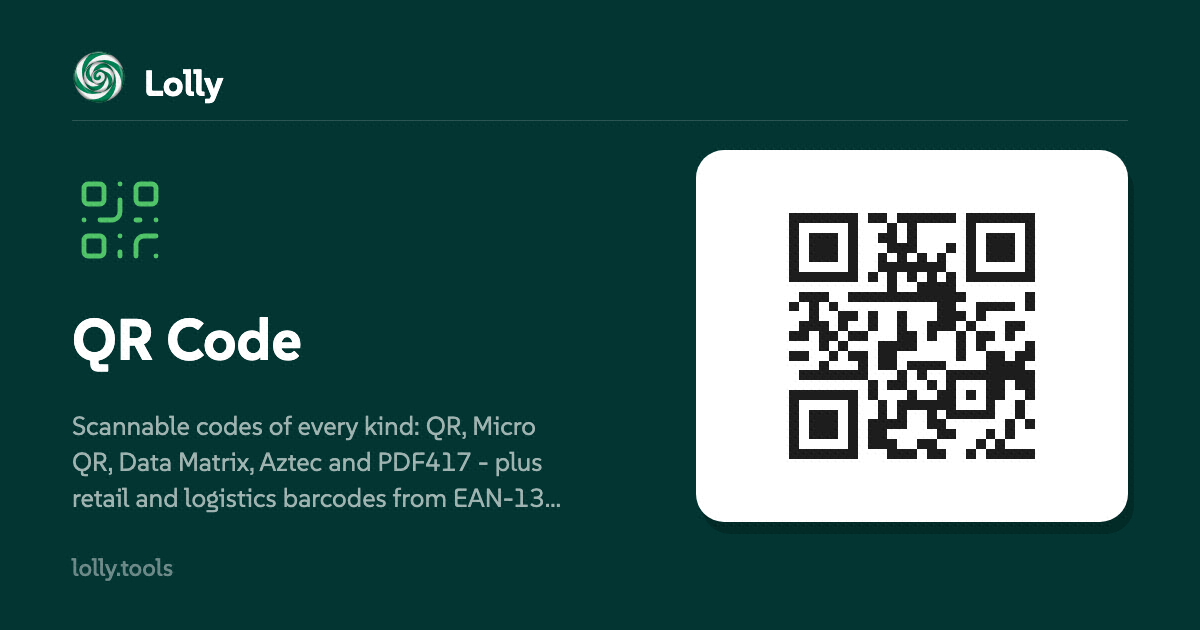 Lolly
QR Code
Scannable codes of every kind: QR, Micro
QR, Data Matrix, Aztec and PDF417 - plus
retail and logistics barcodes from EAN-13...
lolly.tools